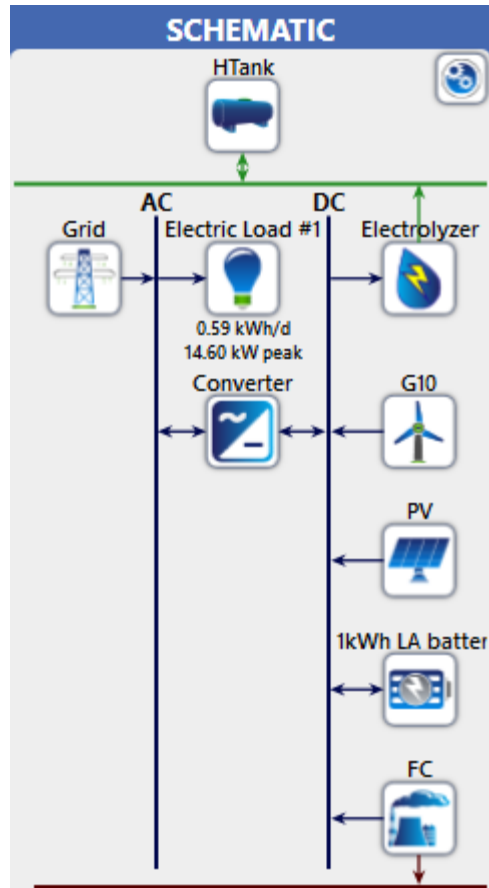 SCHEMATIC
HTank
AC DC
Grid Electric Load #1 Electrolyzer
0.59 kWh/d
14.60 kW peak
Converter G10
PV
1kWh LA batter
FC